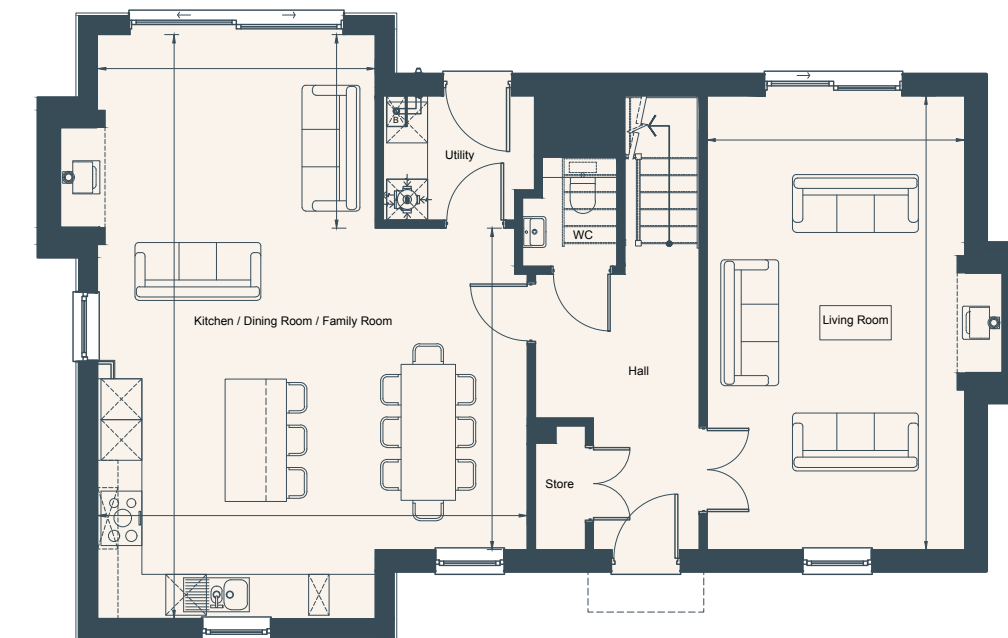 B
Utility
WC
Kitchen / Dining Room / Family Room
Living Room
Hall
Store